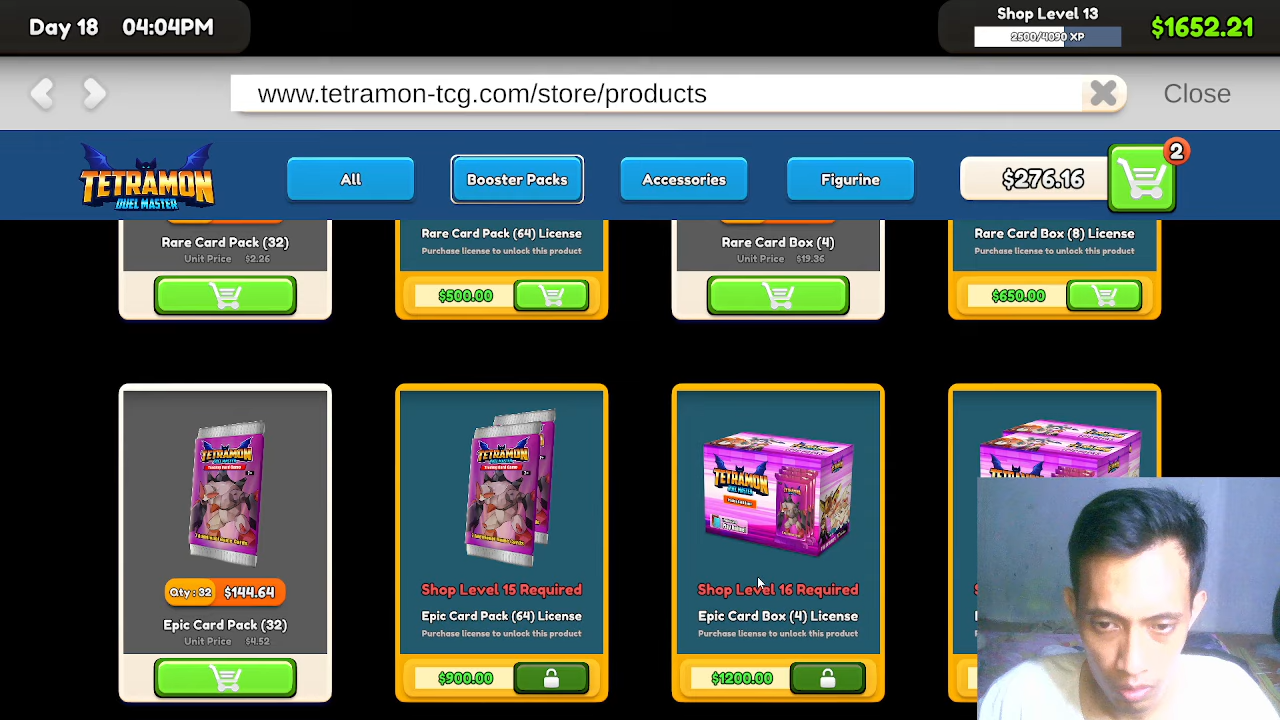 Day 18 04:04PM
Shop Level 13
2500/4090 XP
$1652.21
www.tetramon-tcg.com/store/products
Close
TETRAMON
DUEL MASTER
All
Booster Packs
Accessories
Figurine
$276.16
2
Rare Card Pack (32)
Unit Price $2.26
Rare Card Pack (64) License
Purchase license to unlock this product
$500.00
Rare Card Box (4)
Unit Price $19.36
Rare Card Box (8) License
Purchase license to unlock this product
$650.00
TETRAMON
Qty : 32 $144.64
Epic Card Pack (32)
Unit Price $4.52
TETRAMON
Shop Level 15 Required
Epic Card Pack (64) License
Purchase license to unlock this product
$900.00
TETRAMON
Shop Level 16 Required
Epic Card Box (4) License
Purchase license to unlock this product
$1200.00